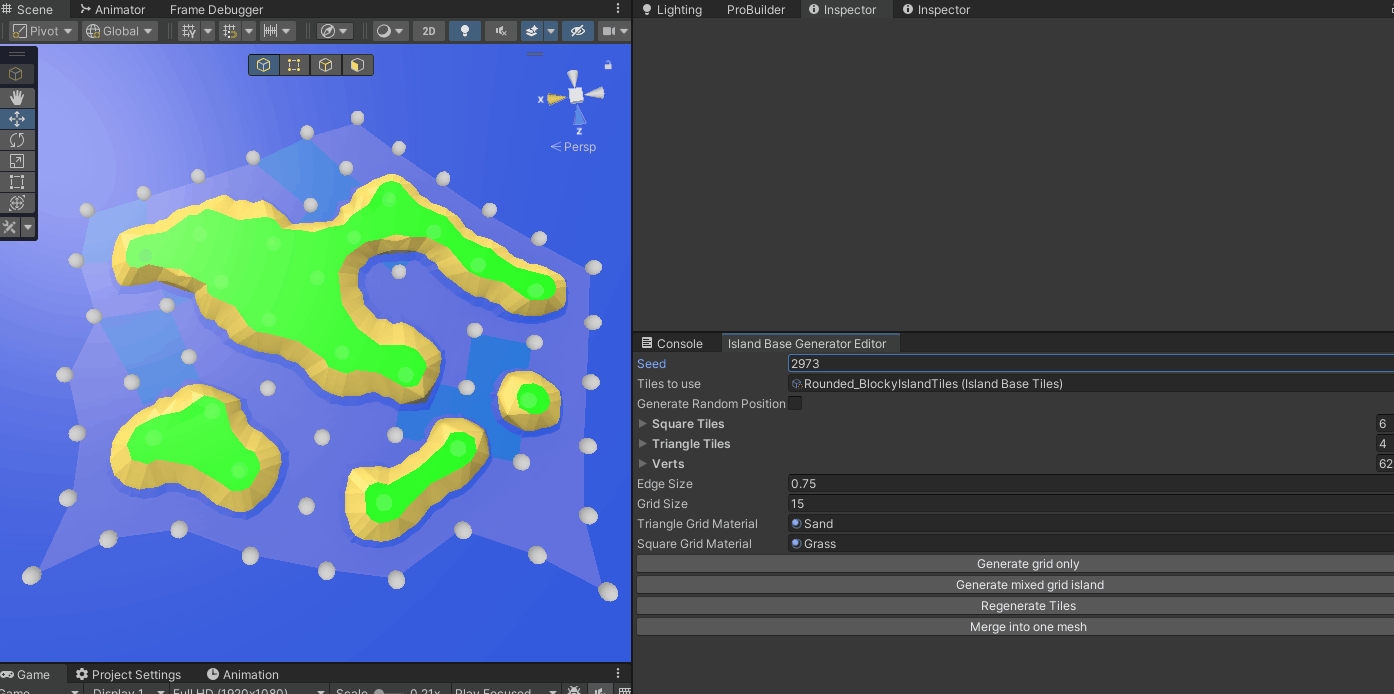 Scene Animator Frame Debugger
Pivot Global 2D
x
z
Persp
Lighting ProBuilder Inspector Inspector
Console Island Base Generator Editor
Seed 2973
Tiles to use Rounded_BlockyIslandTiles (Island Base Tiles)
Generate Random Position
Square Tiles 6
Triangle Tiles 4
Verts 62
Edge Size 0.75
Grid Size 15
Triangle Grid Material Sand
Square Grid Material Grass
Generate grid only
Generate mixed grid island
Regenerate Tiles
Merge into one mesh
Game Project Settings Animation
Game Display 1 Full HD (1920x1080) Scale 0.21x Play Focused